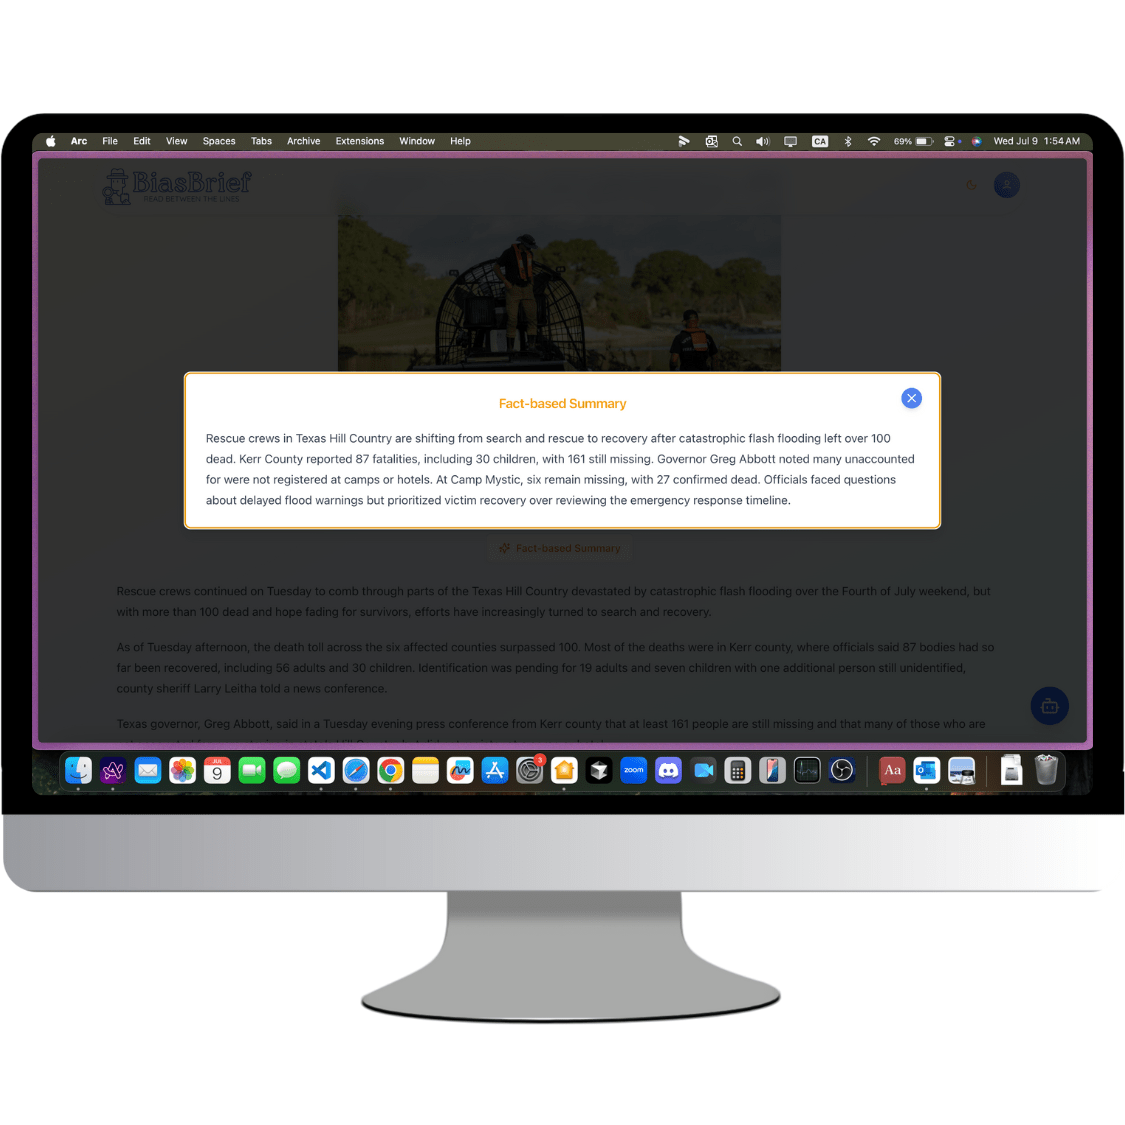 Arc File Edit View Spaces Tabs Archive Extensions Window Help CA 69% Wed Jul 9 1:54 AM
BiasBrief
READ BETWEEN THE LINES
Fact-based Summary
Rescue crews in Texas Hill Country are shifting from search and rescue to recovery after catastrophic flash flooding left over 100
dead. Kerr County reported 87 fatalities, including 30 children, with 161 still missing. Governor Greg Abbott noted many unaccounted
for were not registered at camps or hotels. At Camp Mystic, six remain missing, with 27 confirmed dead. Officials faced questions
about delayed flood warnings but prioritized victim recovery over reviewing the emergency response timeline.
Fact-based Summary
Rescue crews continued on Tuesday to comb through parts of the Texas Hill Country devastated by catastrophic flash flooding over the Fourth of July weekend, but
with more than 100 dead and hope fading for survivors, efforts have increasingly turned to search and recovery.
As of Tuesday afternoon, the death toll across the six affected counties surpassed 100. Most of the deaths were in Kerr county, where officials said 87 bodies had so
far been recovered, including 56 adults and 30 children. Identification was pending for 19 adults and seven children with one additional person still unidentified,
county sheriff Larry Leitha told a news conference.
Texas governor, Greg Abbott, said in a Tuesday evening press conference from Kerr county that at least 161 people are still missing and that many of those who are
JUL
9
3
zoom
Aa